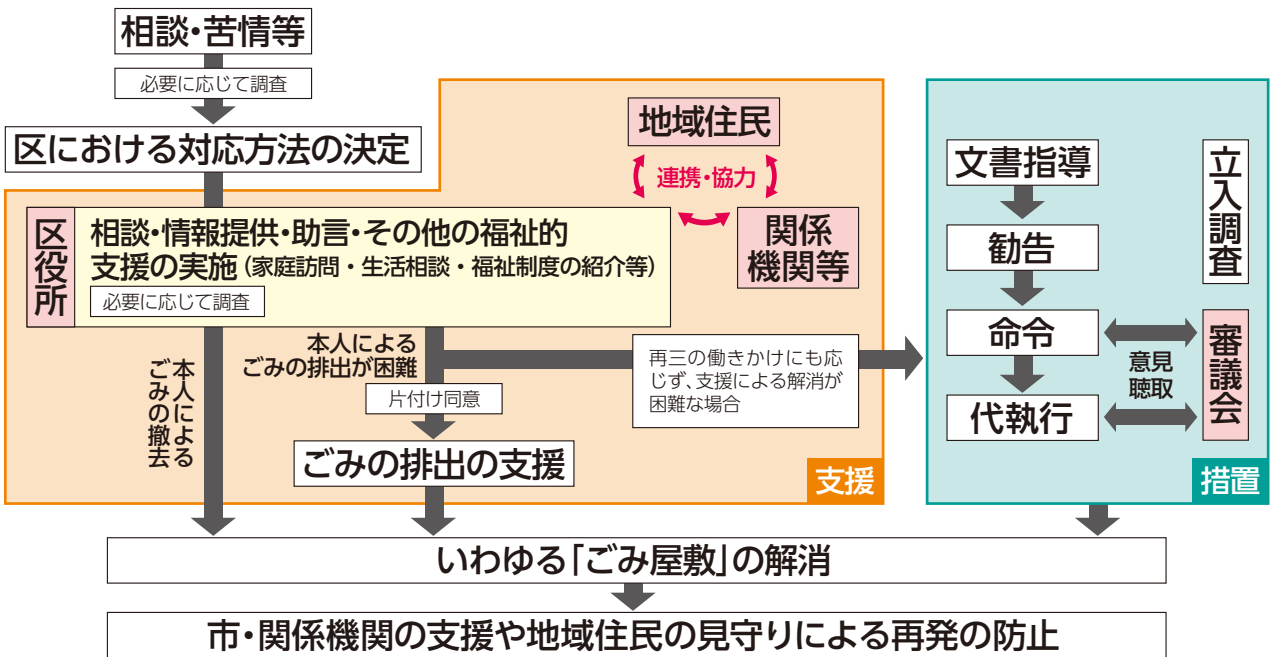 相談・苦情等
必要に応じて調査
区における対応方法の決定
区役所
相談・情報提供・助言・その他の福祉的
支援の実施（家庭訪問・生活相談・福祉制度の紹介等）
必要に応じて調査
地域住民
連携・協力
関係
機関等
本人による
ごみの撤去
本人による
ごみの排出が困難
片付け同意
ごみの排出の支援
再三の働きかけにも応
じず、支援による解消が
困難な場合
支援
文書指導
勧告
命令
代執行
立入調査
意見
聴取
審議会
措置
いわゆる「ごみ屋敷」の解消
市・関係機関の支援や地域住民の見守りによる再発の防止